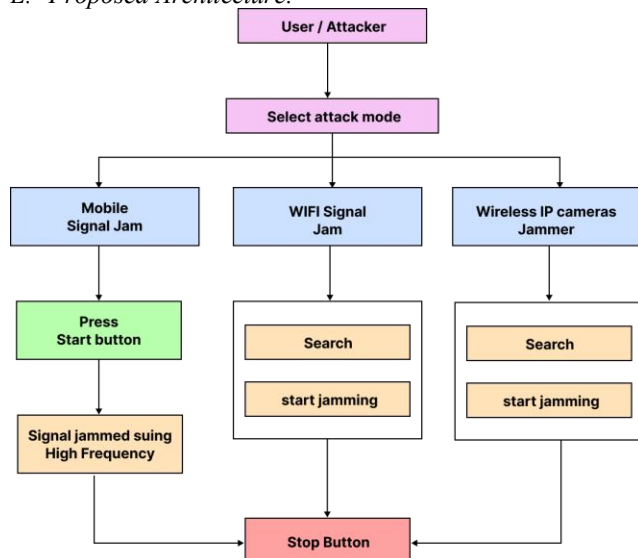 E. Proposed Architecture:
User / Attacker
Select attack mode
Mobile
Signal Jam
WIFI Signal
Jam
Wireless IP cameras
Jammer
Press
Start button
Search
start jamming
Search
start jamming
Signal jammed suing
High Frequency
Stop Button